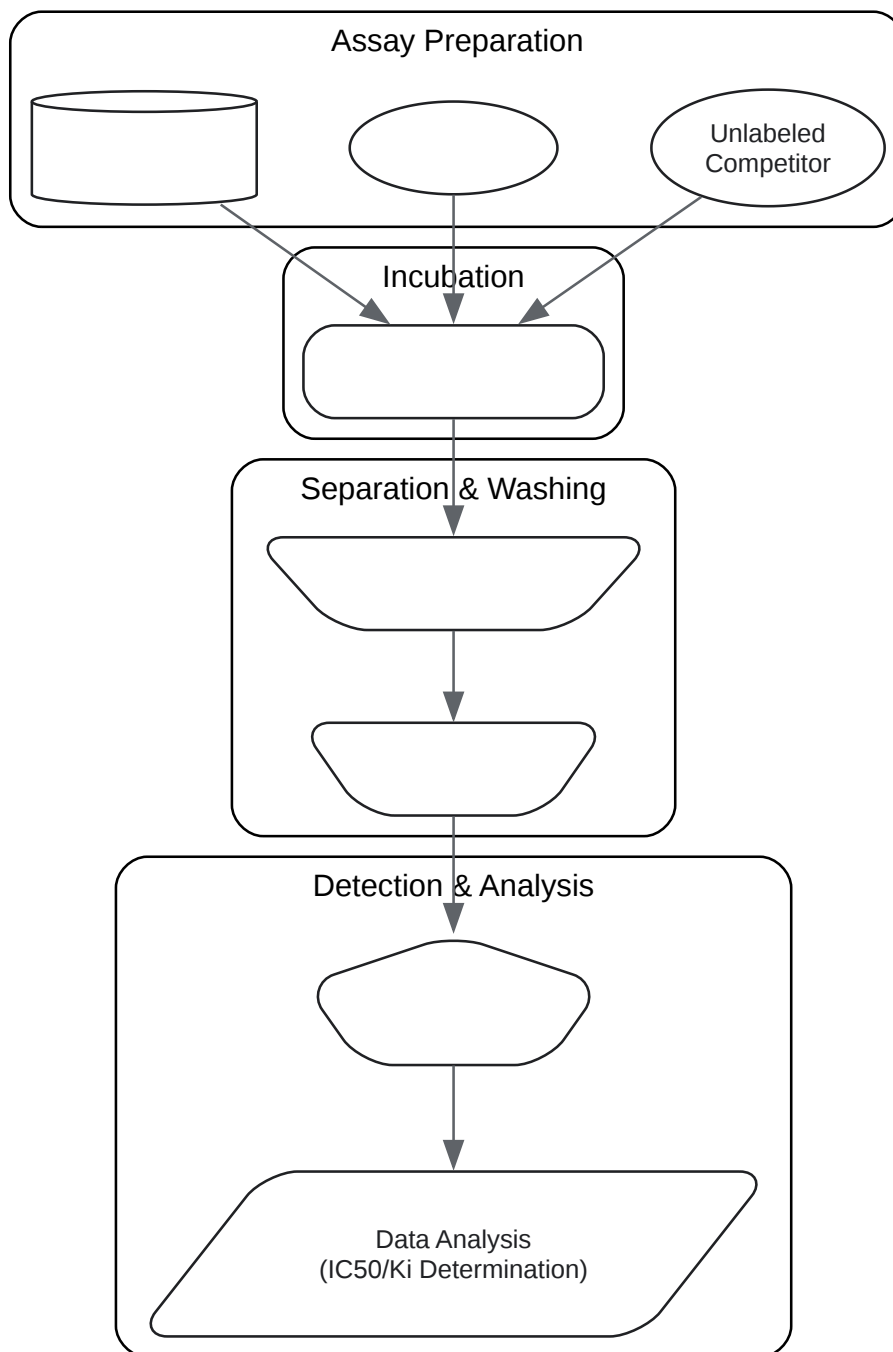 Assay Preparation
Unlabeled
Competitor
Incubation
Separation & Washing
Detection & Analysis
Data Analysis
(IC50/Ki Determination)